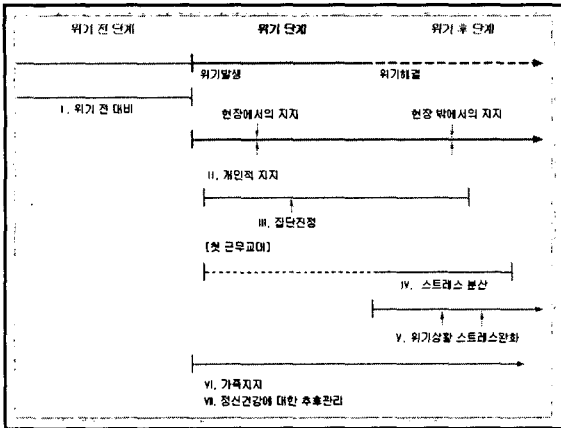 위기 전 단계 위기 단계 위기 후 단계
위기발생 위기해결
I. 위기 전 대비
현장에서의 지지 현장 밖에서의 지지
II. 개인적 지지
III. 집단진정
[첫 근무교대]
IV. 스트레스 분산
V. 위기상황 스트레스완화
VI. 가족지지
VII. 정신건강에 대한 추후관리